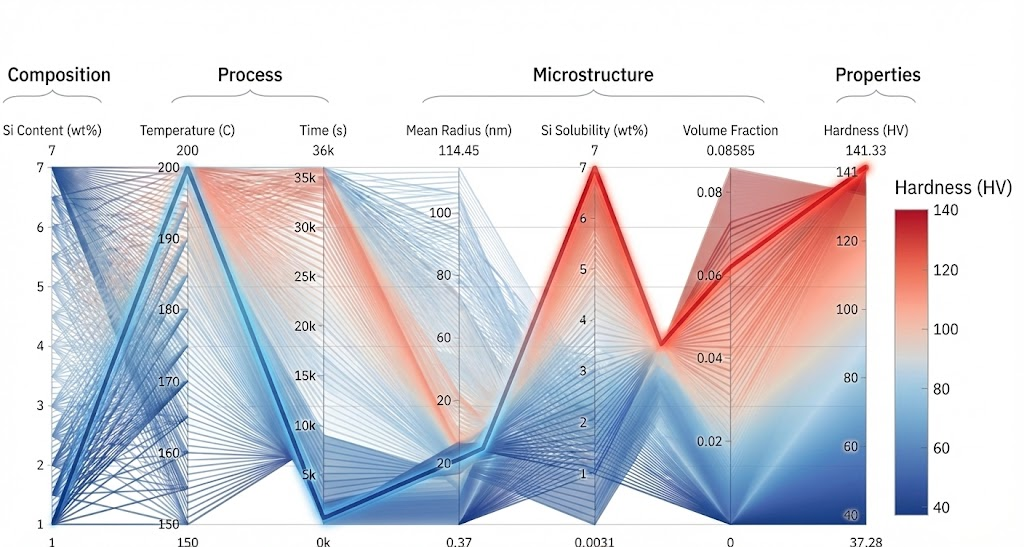 Composition Process Microstructure Properties
Si Content (wt%) Temperature (C) Time (s) Mean Radius (nm) Si Solubility (wt%) Volume Fraction Hardness (HV)
7 200 36k 114.45 7 0.08585 141.33
7 200 35k 7 141
0.08
Hardness (HV)
140
6 190 30k 100 6 120
120
5 180 25k 80 5 0.06 100
100
4 20k 60 4 0.04 80
80
3 170 15k 20 3
2 160 10k 20 2 0.02 60
60
5k 1
1 150 40
40
1 150 0k 0.37 0.0031 0 37.28